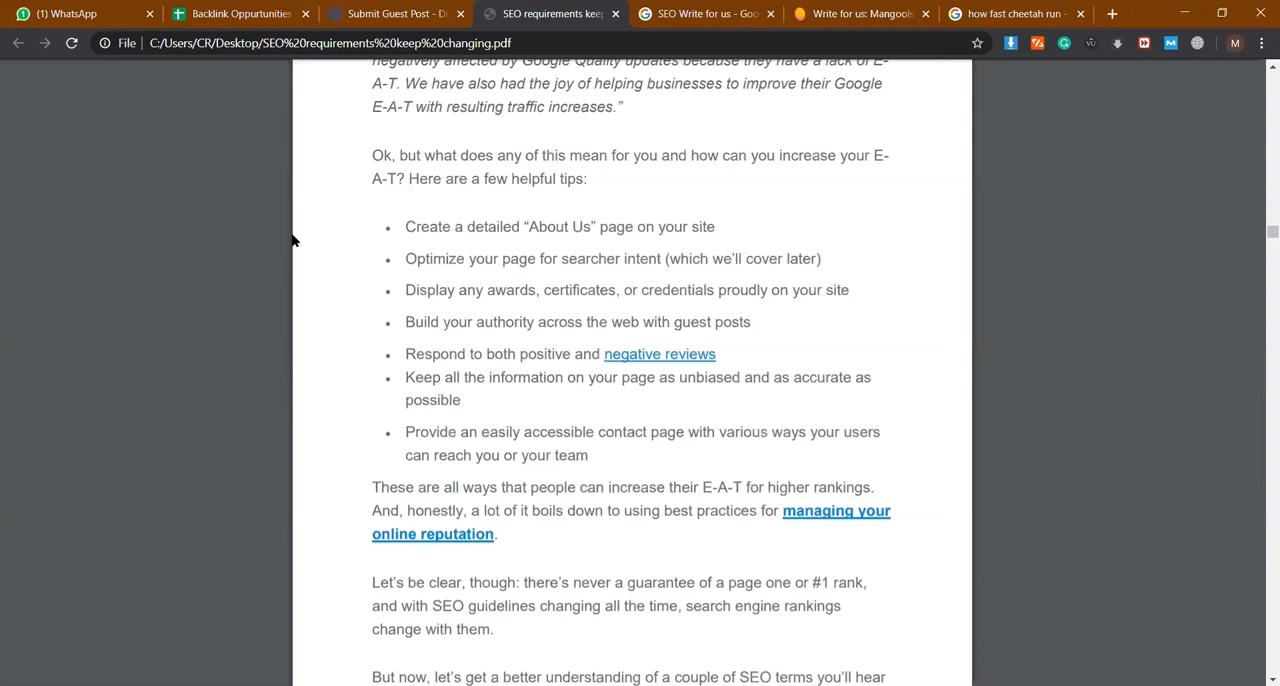 (1) WhatsApp
Backlink Oppurtunities
Submit Guest Post - D
SEO requirements keep
SEO Write for us - Goo
Write for us: Mangools
how fast cheetah run -
File C:/Users/CR/Desktop/SEO%20requirements%20keep%20changing.pdf
M
negatively affected by Google Quality updates because they have a lack of E-
A-T. We have also had the joy of helping businesses to improve their Google
E-A-T with resulting traffic increases.”
Ok, but what does any of this mean for you and how can you increase your E-
A-T? Here are a few helpful tips:
• Create a detailed “About Us” page on your site
• Optimize your page for searcher intent (which we’ll cover later)
• Display any awards, certificates, or credentials proudly on your site
• Build your authority across the web with guest posts
• Respond to both positive and negative reviews
• Keep all the information on your page as unbiased and as accurate as
possible
• Provide an easily accessible contact page with various ways your users
can reach you or your team
These are all ways that people can increase their E-A-T for higher rankings.
And, honestly, a lot of it boils down to using best practices for managing your
online reputation.
Let’s be clear, though: there’s never a guarantee of a page one or #1 rank,
and with SEO guidelines changing all the time, search engine rankings
change with them.
But now, let’s get a better understanding of a couple of SEO terms you’ll hear